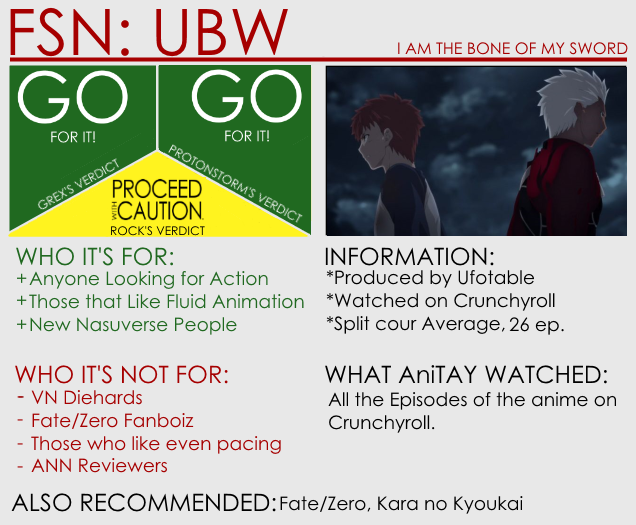 FSN: UBW
I AM THE BONE OF MY SWORD
GO
FOR IT!
GREX'S VERDICT
GO
FOR IT!
PROTONSTORM'S VERDICT
PROCEED
WITH CAUTION.
ROCK'S VERDICT
WHO IT'S FOR:
+Anyone Looking for Action
+Those that Like Fluid Animation
+New Nasuverse People
INFORMATION:
*Produced by Ufotable
*Watched on Crunchyroll
*Split cour Average, 26 ep.
WHO IT'S NOT FOR:
- VN Diehards
- Fate/Zero Fanboiz
- Those who like even pacing
- ANN Reviewers
WHAT AniTAY WATCHED:
All the Episodes of the anime on
Crunchyroll.
ALSO RECOMMENDED: Fate/Zero, Kara no Kyoukai